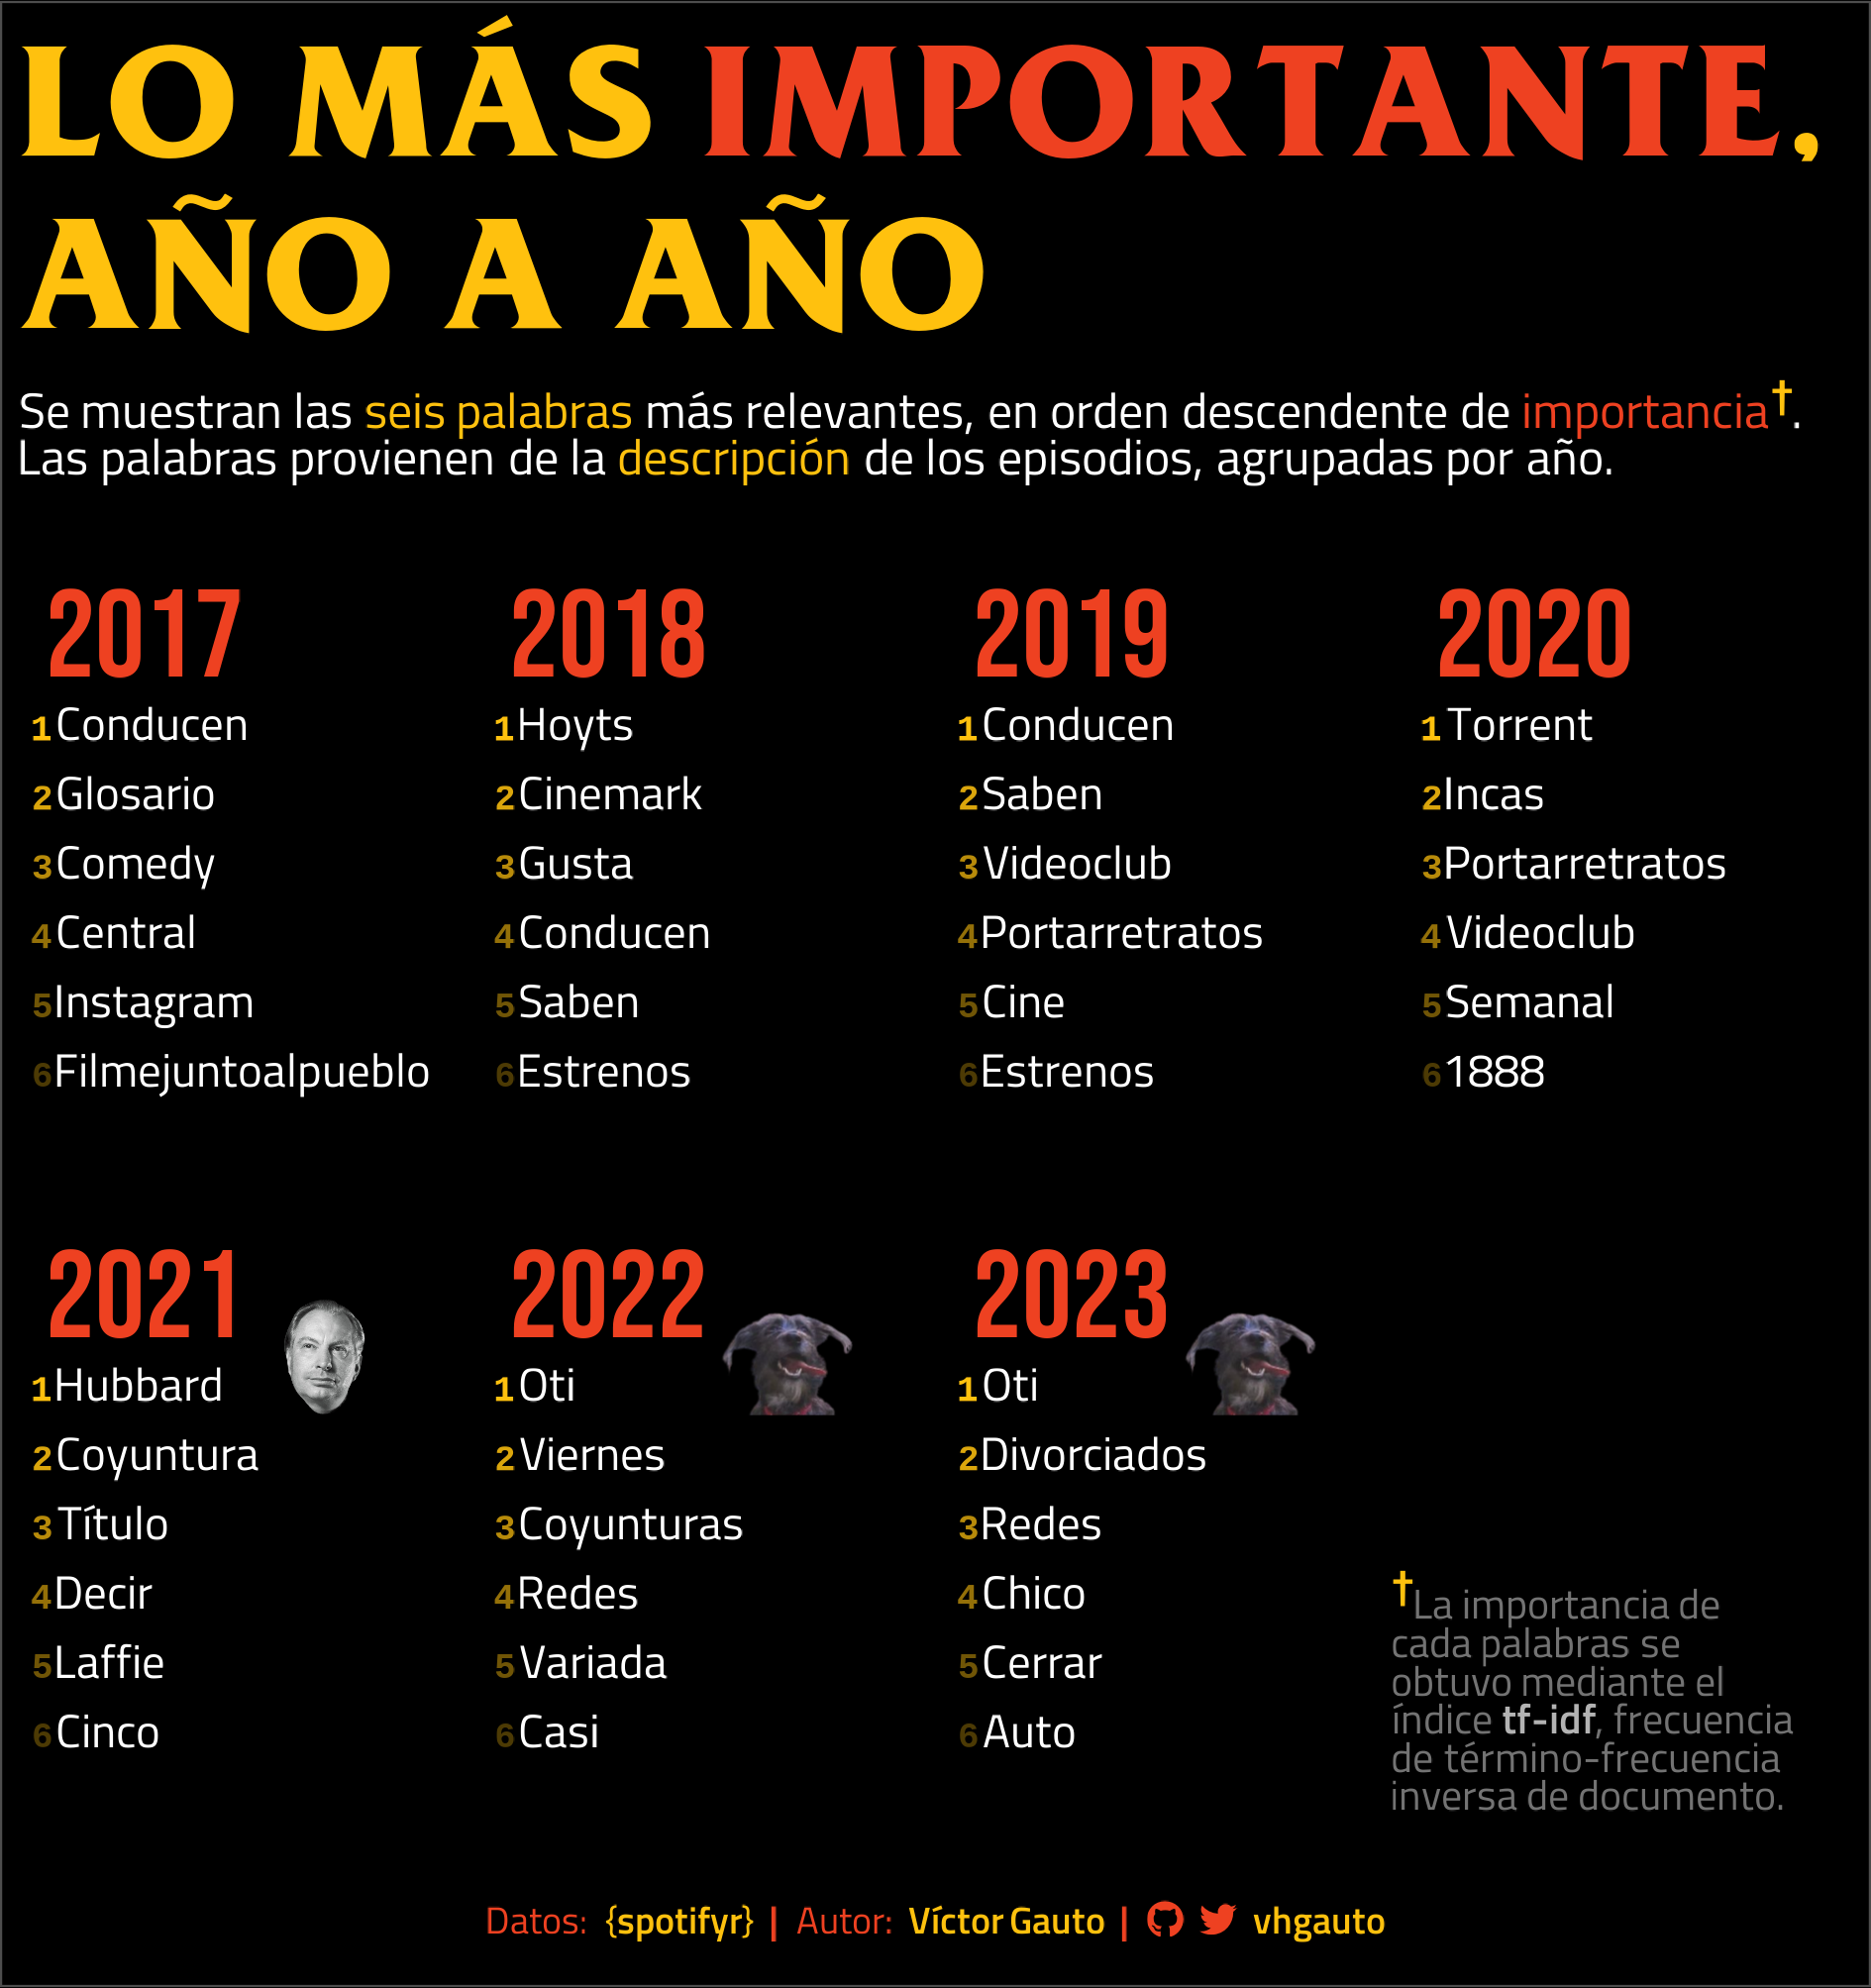 LO MÁS IMPORTANTE,
AÑO A AÑO
Se muestran las seis palabras más relevantes, en orden descendente de importancia†.
Las palabras provienen de la descripción de los episodios, agrupadas por año.
2017
1 Conducen
2 Glosario
3 Comedy
4 Central
5 Instagram
6 Filmejuntoalpueblo
2018
1 Hoyts
2 Cinemark
3 Gusta
4 Conducen
5 Saben
6 Estrenos
2019
1 Conducen
2 Saben
3 Videoclub
4 Portarretratos
5 Cine
6 Estrenos
2020
1 Torrent
2 Incas
3 Portarretratos
4 Videoclub
5 Semanal
6 1888
2021
1 Hubbard
2 Coyuntura
3 Título
4 Decir
5 Laffie
6 Cinco
2022
1 Oti
2 Viernes
3 Coyunturas
4 Redes
5 Variada
6 Casi
2023
1 Oti
2 Divorciados
3 Redes
4 Chico
5 Cerrar
6 Auto
†La importancia de
cada palabras se
obtuvo mediante el
índice tf-idf, frecuencia
de término-frecuencia
inversa de documento.
Datos: {spotifyr} | Autor: Víctor Gauto | vhgauto